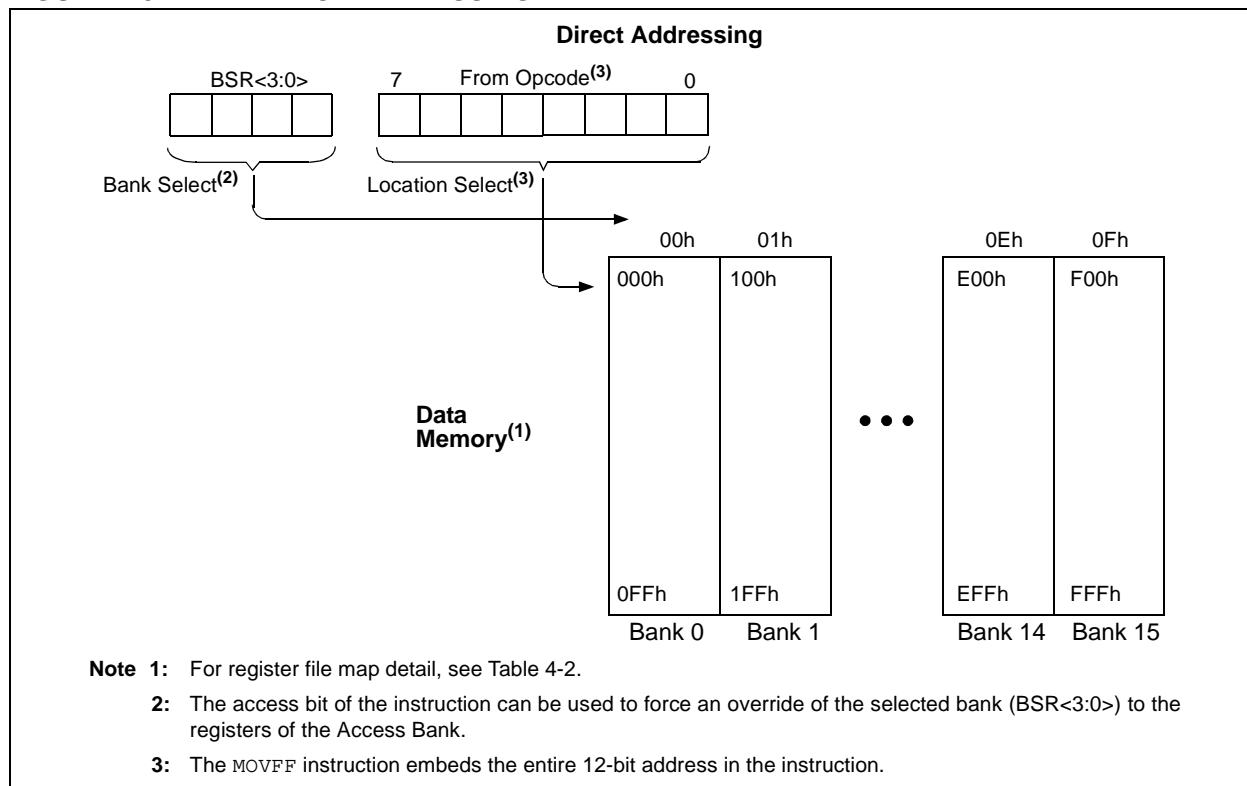 Direct Addressing
BSR<3:0>
7 From Opcode(3) 0
Bank Select(2) Location Select(3)
00h 01h 0Eh 0Fh
000h 100h E00h F00h
Data
Memory(1)
0FFh 1FFh EFFh FFFh
Bank 0 Bank 1 Bank 14 Bank 15
Note 1: For register file map detail, see Table 4-2.
2: The access bit of the instruction can be used to force an override of the selected bank (BSR<3:0>) to the
registers of the Access Bank.
3: The MOVFF instruction embeds the entire 12-bit address in the instruction.